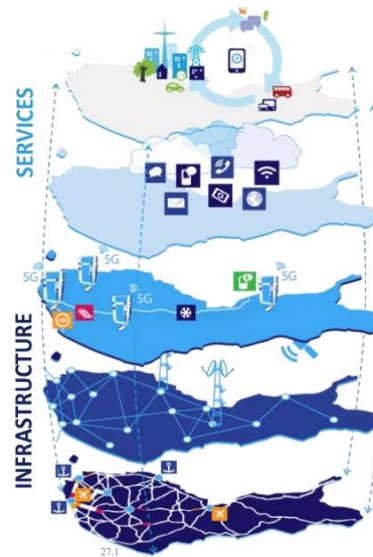 SERVICES
5G
5G
5G
5G
INFRASTRUCTURE
27.1